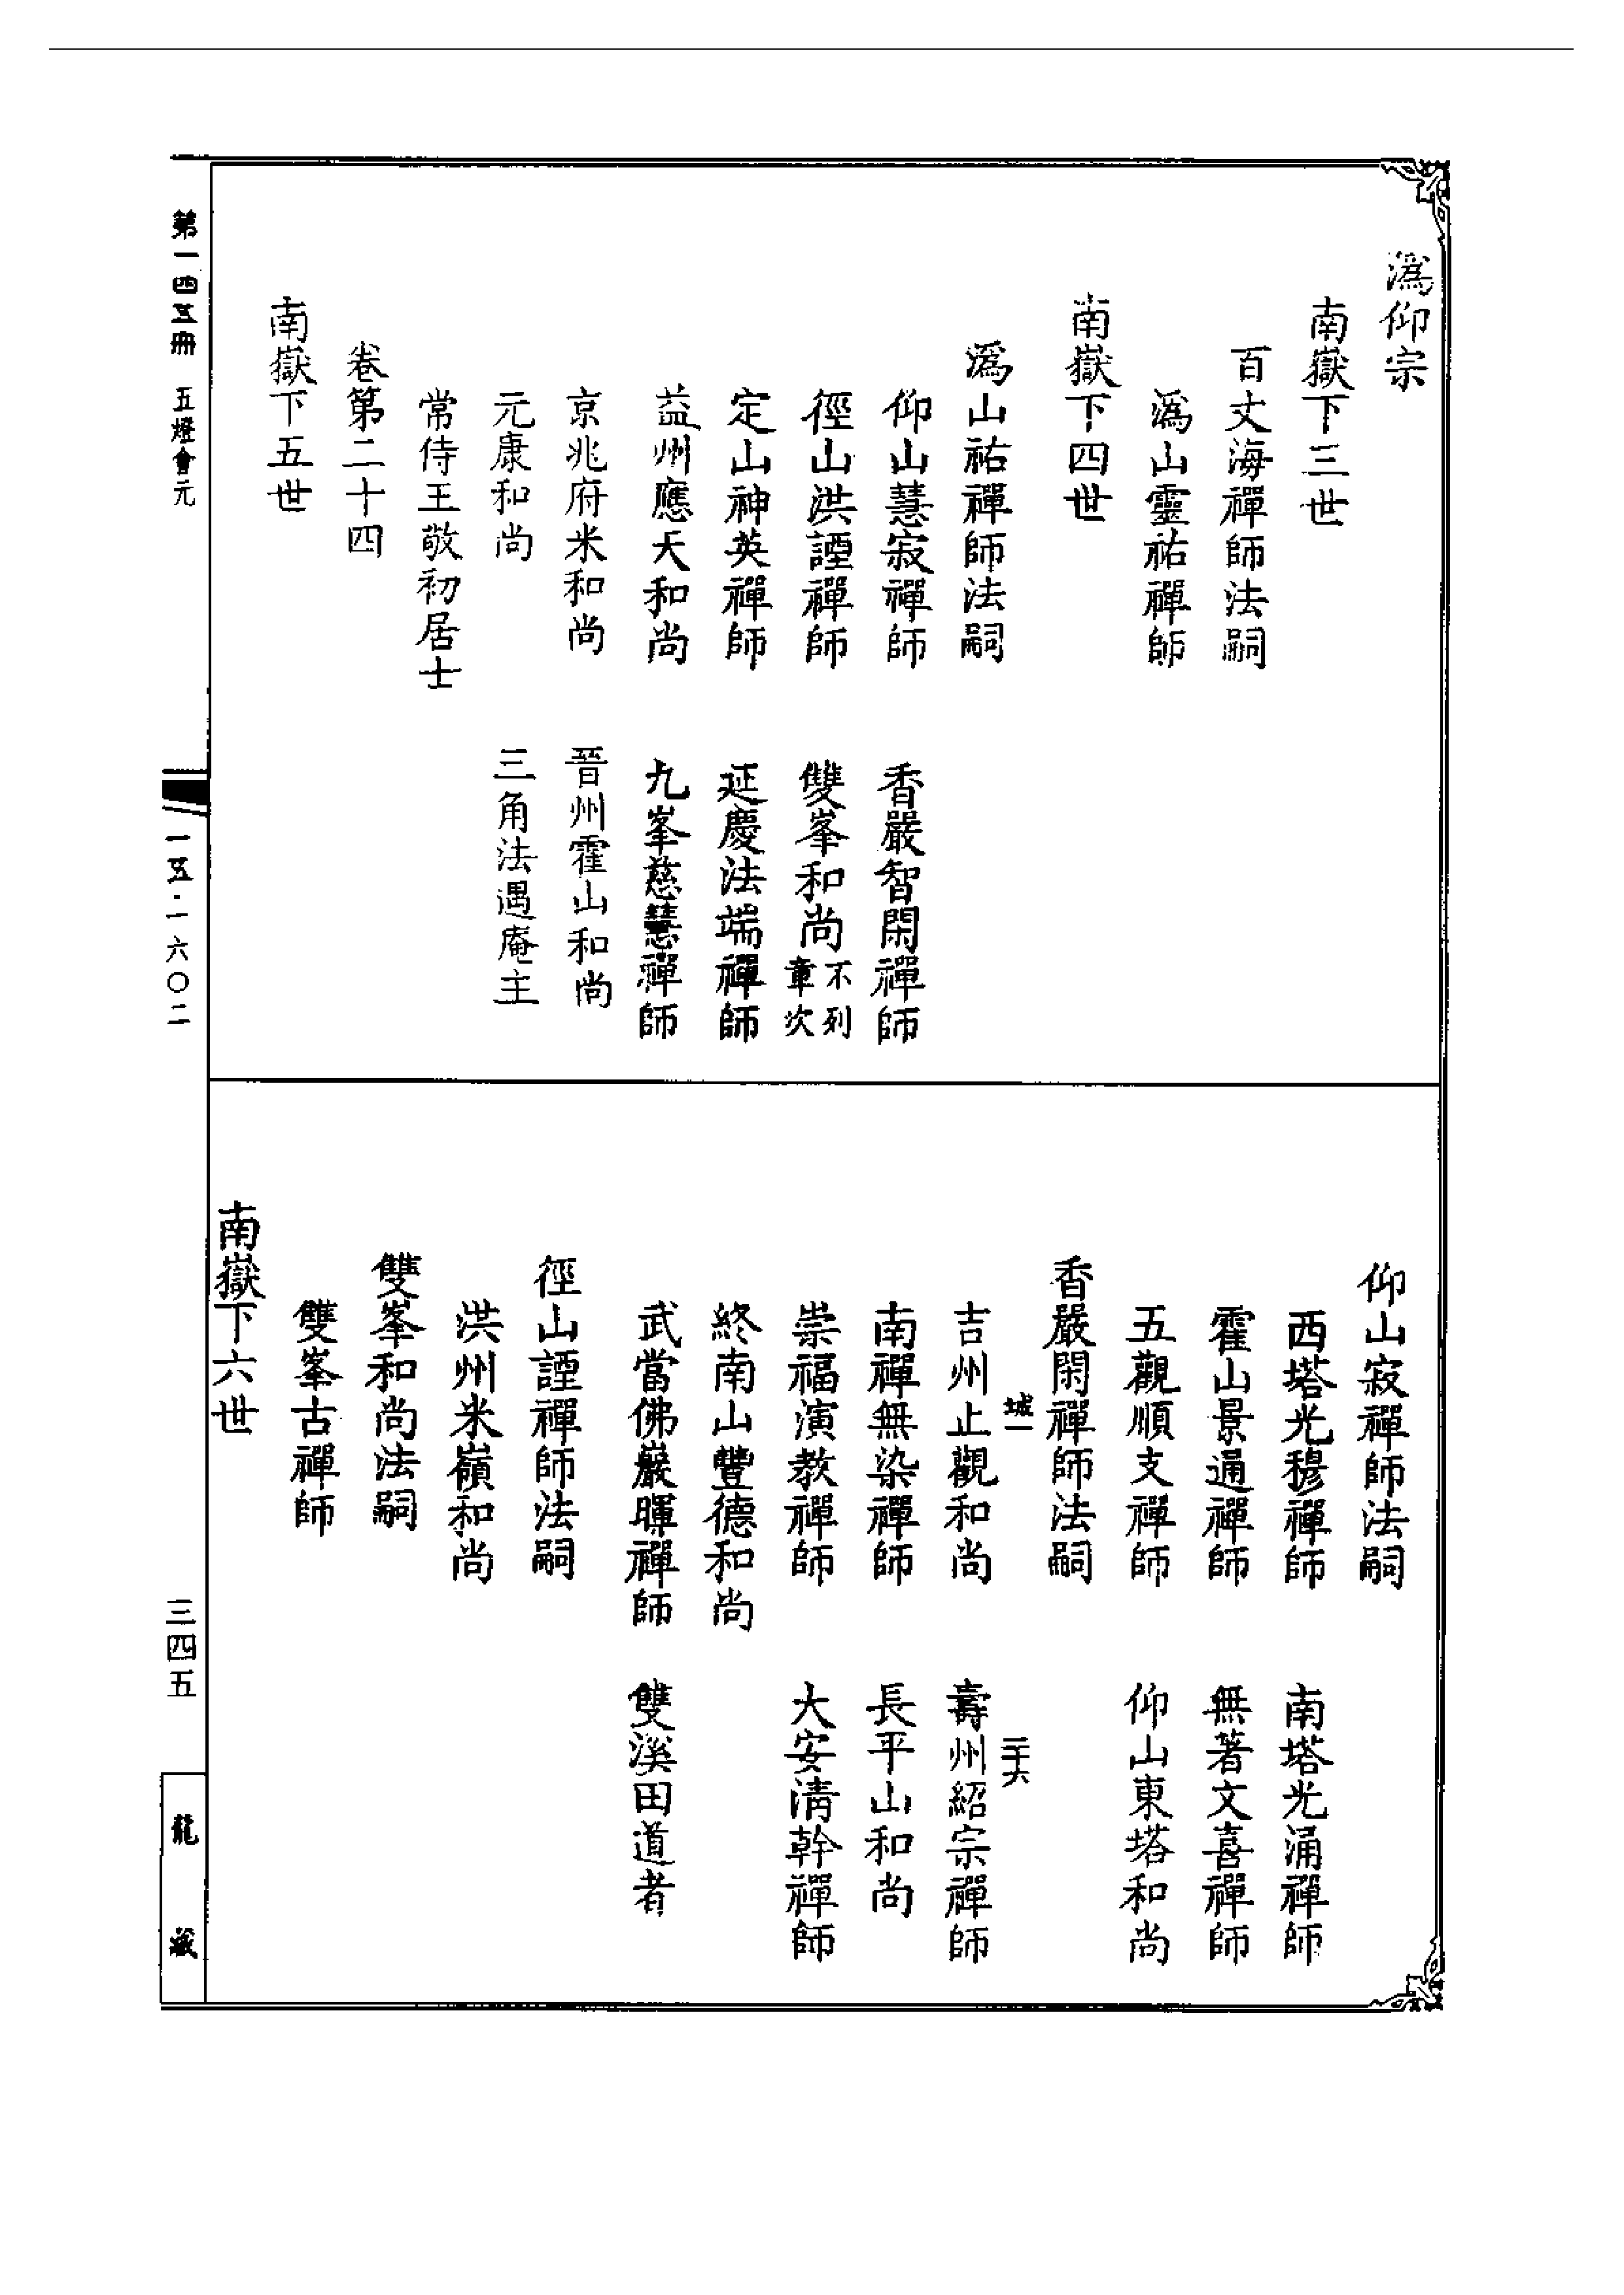 溈仰宗
南嶽下三世
百丈海禪師法嗣
溈山靈祐禪師
南嶽下四世
溈山祐禪師法嗣
仰山慧寂禪師　香嚴智閑禪師
徑山洪諲禪師　雙峯和尚不列章次
定山神英禪師　延慶法端禪師
益州應天和尚　九峯慈慧禪師
京兆府米和尚　晉州霍山和尚
元康和尚　三角法遇庵主
常侍王敬初居士
卷第二十四
南嶽下五世
仰山寂禪師法嗣
西塔光穆禪師　南塔光涌禪師
霍山景通禪師　無著文喜禪師
五觀順支禪師　仰山東塔和尚
香嚴閑禪師法嗣
城一　二十六
吉州止觀和尚　壽州紹宗禪師
南禪無染禪師　長平山和尚
崇福演教禪師　大安清幹禪師
終南山豐德和尚
武當佛巖暉禪師　雙溪田道者
徑山諲禪師法嗣
洪州米嶺和尚
雙峯和尚法嗣
雙峯古禪師
南嶽下六世
第一四五冊　五燈會元
一五·一六〇二
三四五
龍藏